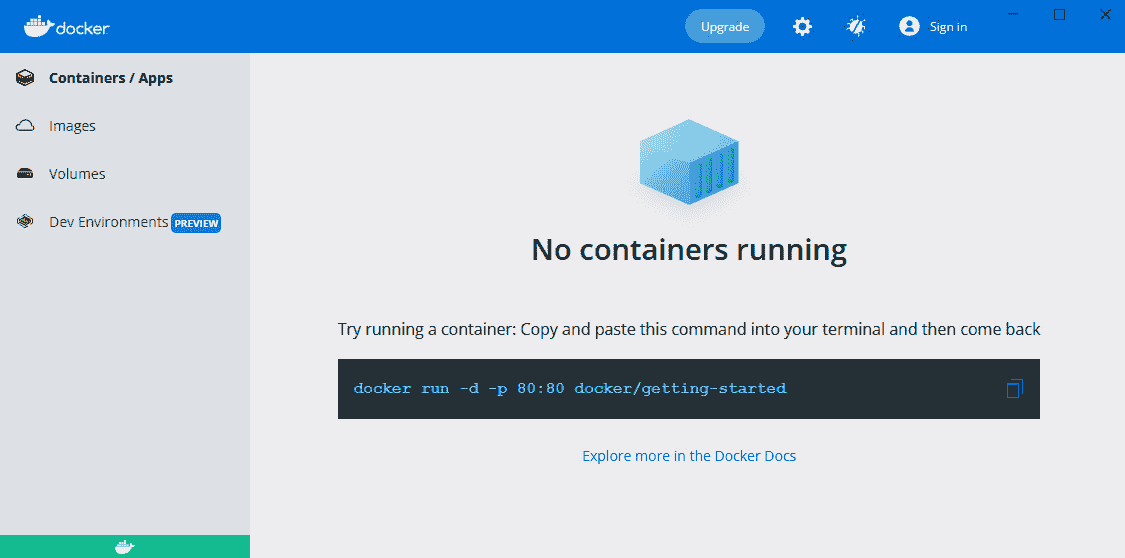 docker
Upgrade
Sign in
Containers / Apps
Images
Volumes
Dev Environments PREVIEW
No containers running
Try running a container: Copy and paste this command into your terminal and then come back
docker run -d -p 80:80 docker/getting-started
Explore more in the Docker Docs